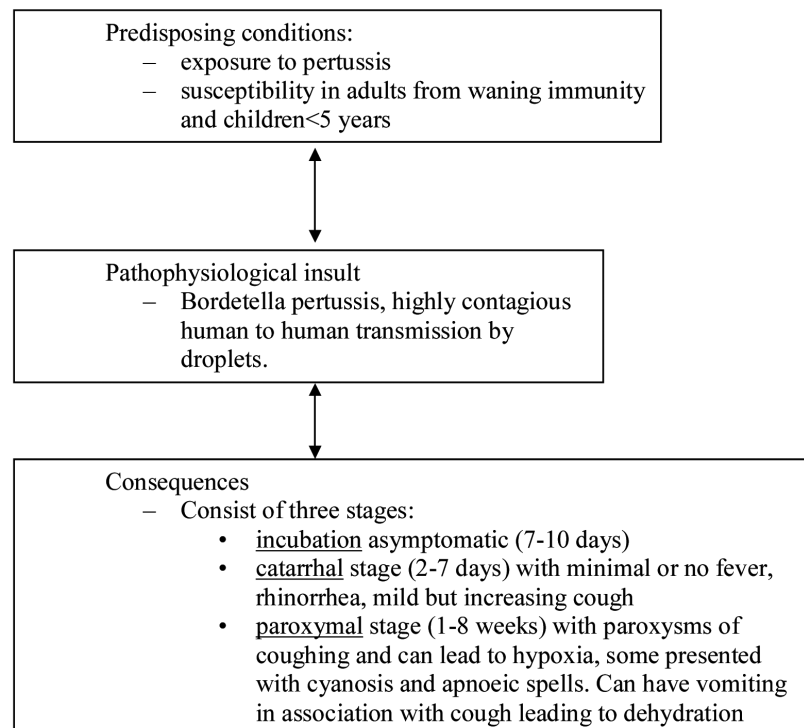 Predisposing conditions:
– exposure to pertussis
– susceptibility in adults from waning immunity
and children<5 years
Pathophysiological insult
– Bordetella pertussis, highly contagious
human to human transmission by
droplets.
Consequences
– Consist of three stages:
• incubation asymptomatic (7-10 days)
• catarrhal stage (2-7 days) with minimal or no fever,
rhinorrhea, mild but increasing cough
• paroxymal stage (1-8 weeks) with paroxysms of
coughing and can lead to hypoxia, some presented
with cyanosis and apnoeic spells. Can have vomiting
in association with cough leading to dehydration